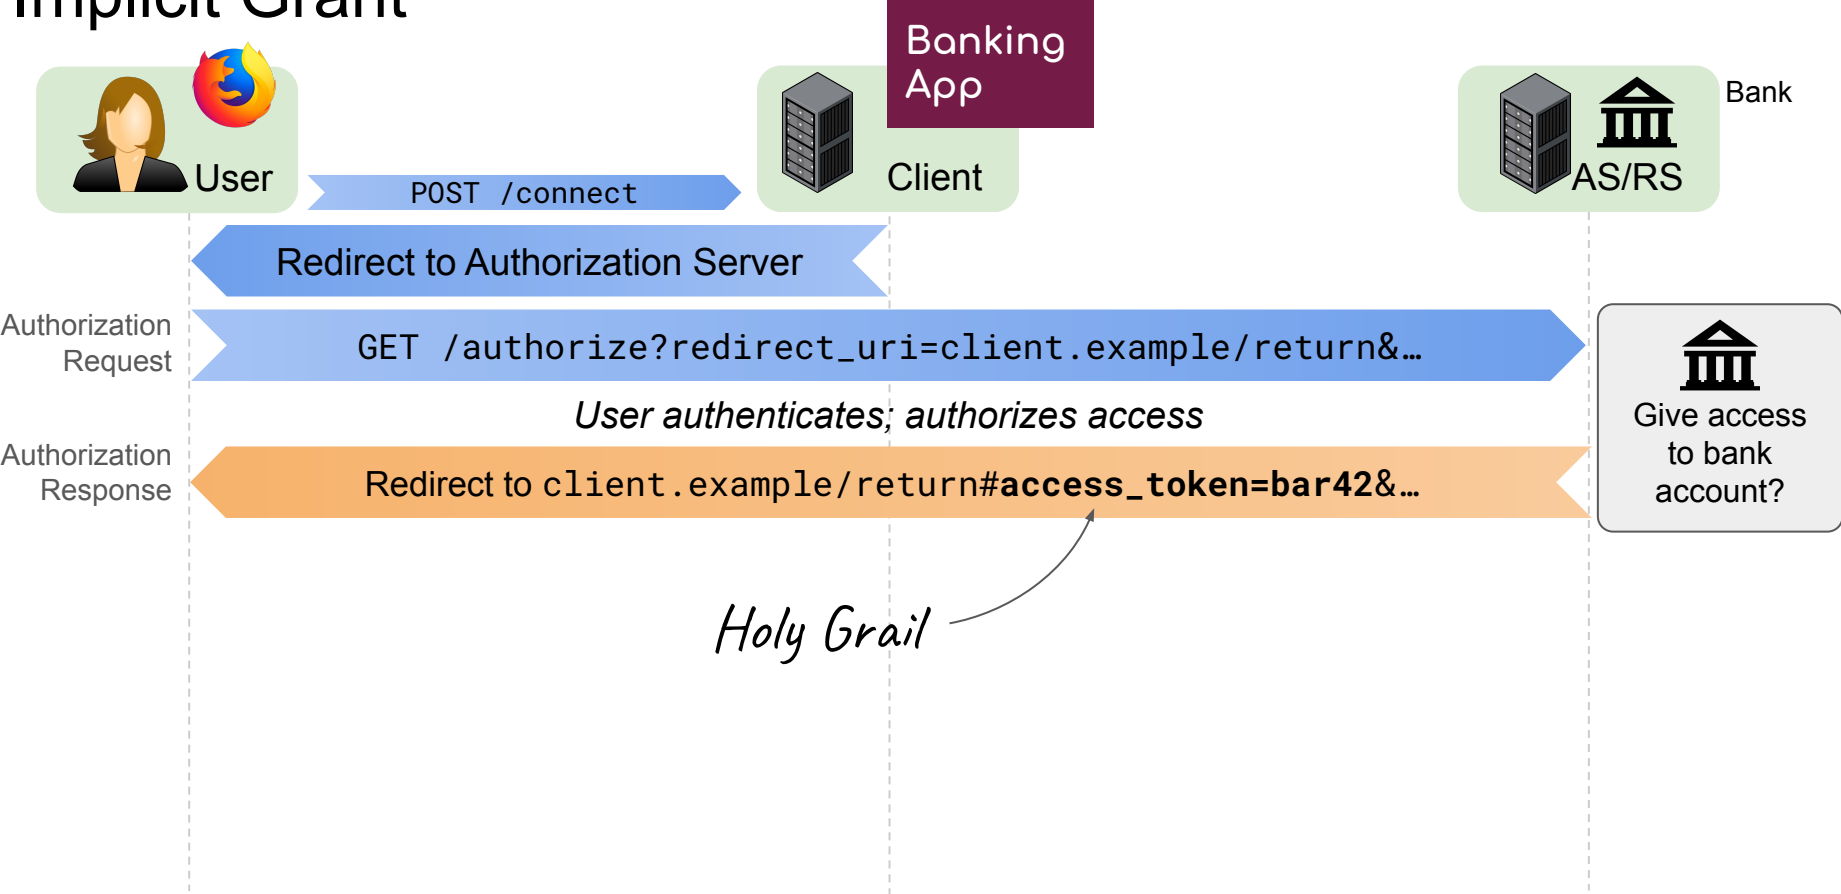 Implicit Grant
Banking
App
Bank
User
Client
AS/RS
POST /connect
Redirect to Authorization Server
Authorization
Request
GET /authorize?redirect_uri=client.example/return&…
User authenticates; authorizes access
Give access
to bank
account?
Authorization
Response
Redirect to client.example/return#access_token=bar42&…
Holy Grail